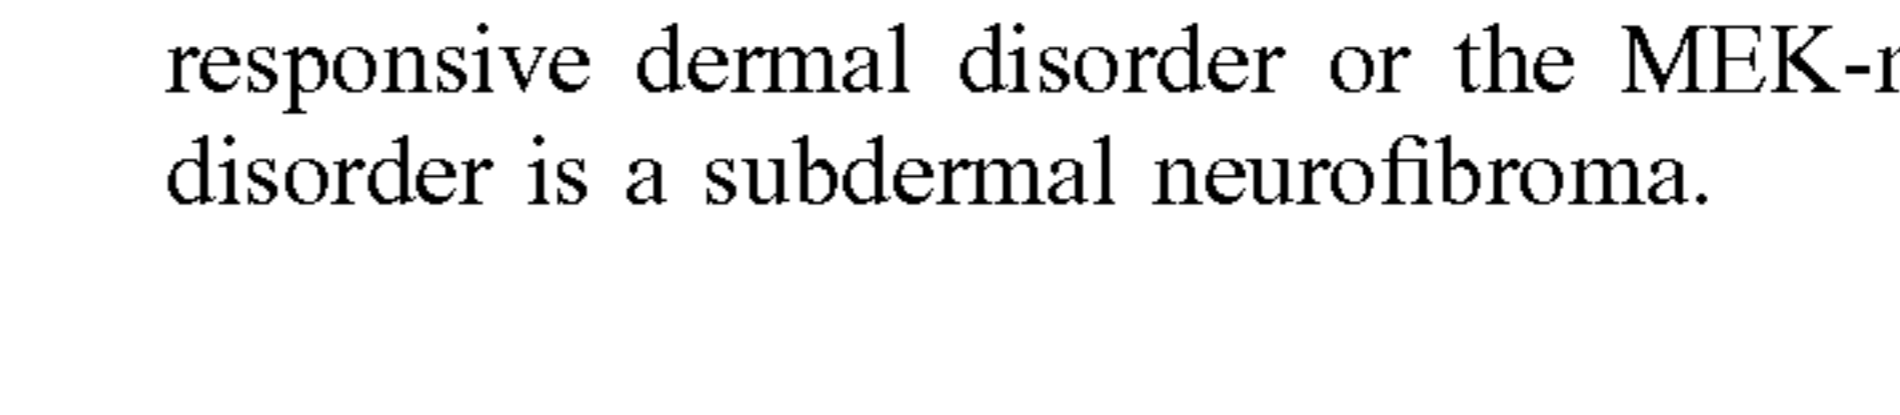 responsive dermal disorder or the MEK-
disorder is a subdermal neurofibroma.